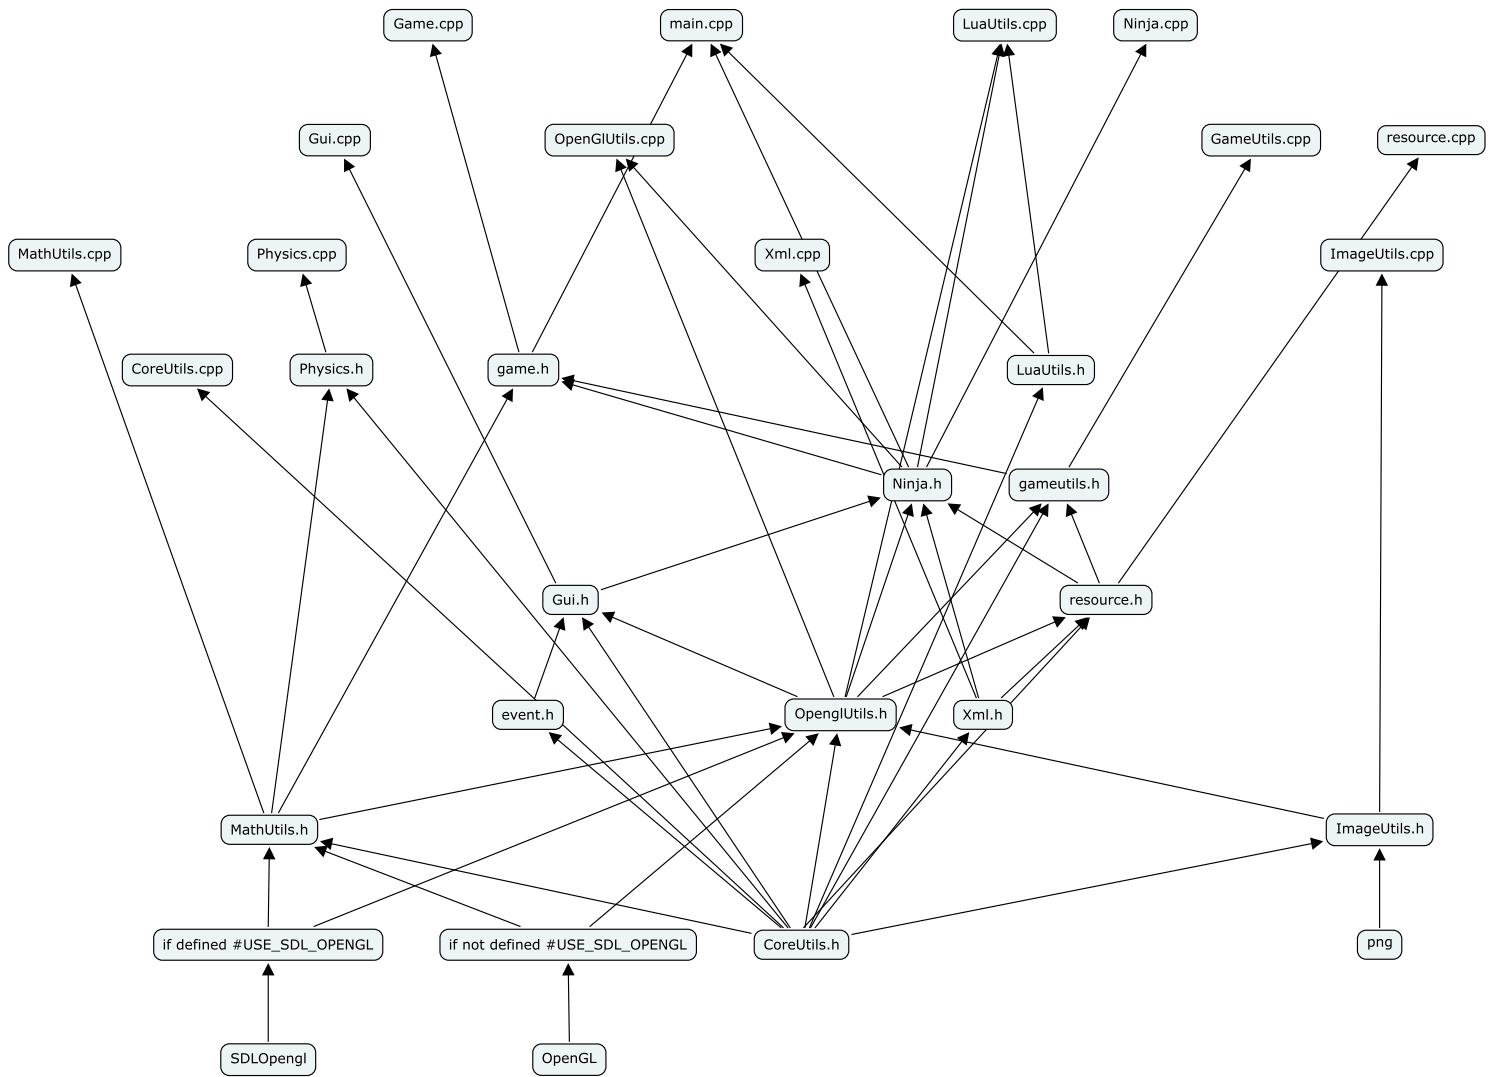 Game.cpp
main.cpp
LuaUtils.cpp
Ninja.cpp
Gui.cpp
OpenGlUtils.cpp
GameUtils.cpp
resource.cpp
MathUtils.cpp
Physics.cpp
Xml.cpp
ImageUtils.cpp
CoreUtils.cpp
Physics.h
game.h
LuaUtils.h
Ninja.h
gameutils.h
Gui.h
resource.h
event.h
OpenglUtils.h
Xml.h
MathUtils.h
ImageUtils.h
if defined #USE_SDL_OPENGL
if not defined #USE_SDL_OPENGL
CoreUtils.h
png
SDLOpengl
OpenGL